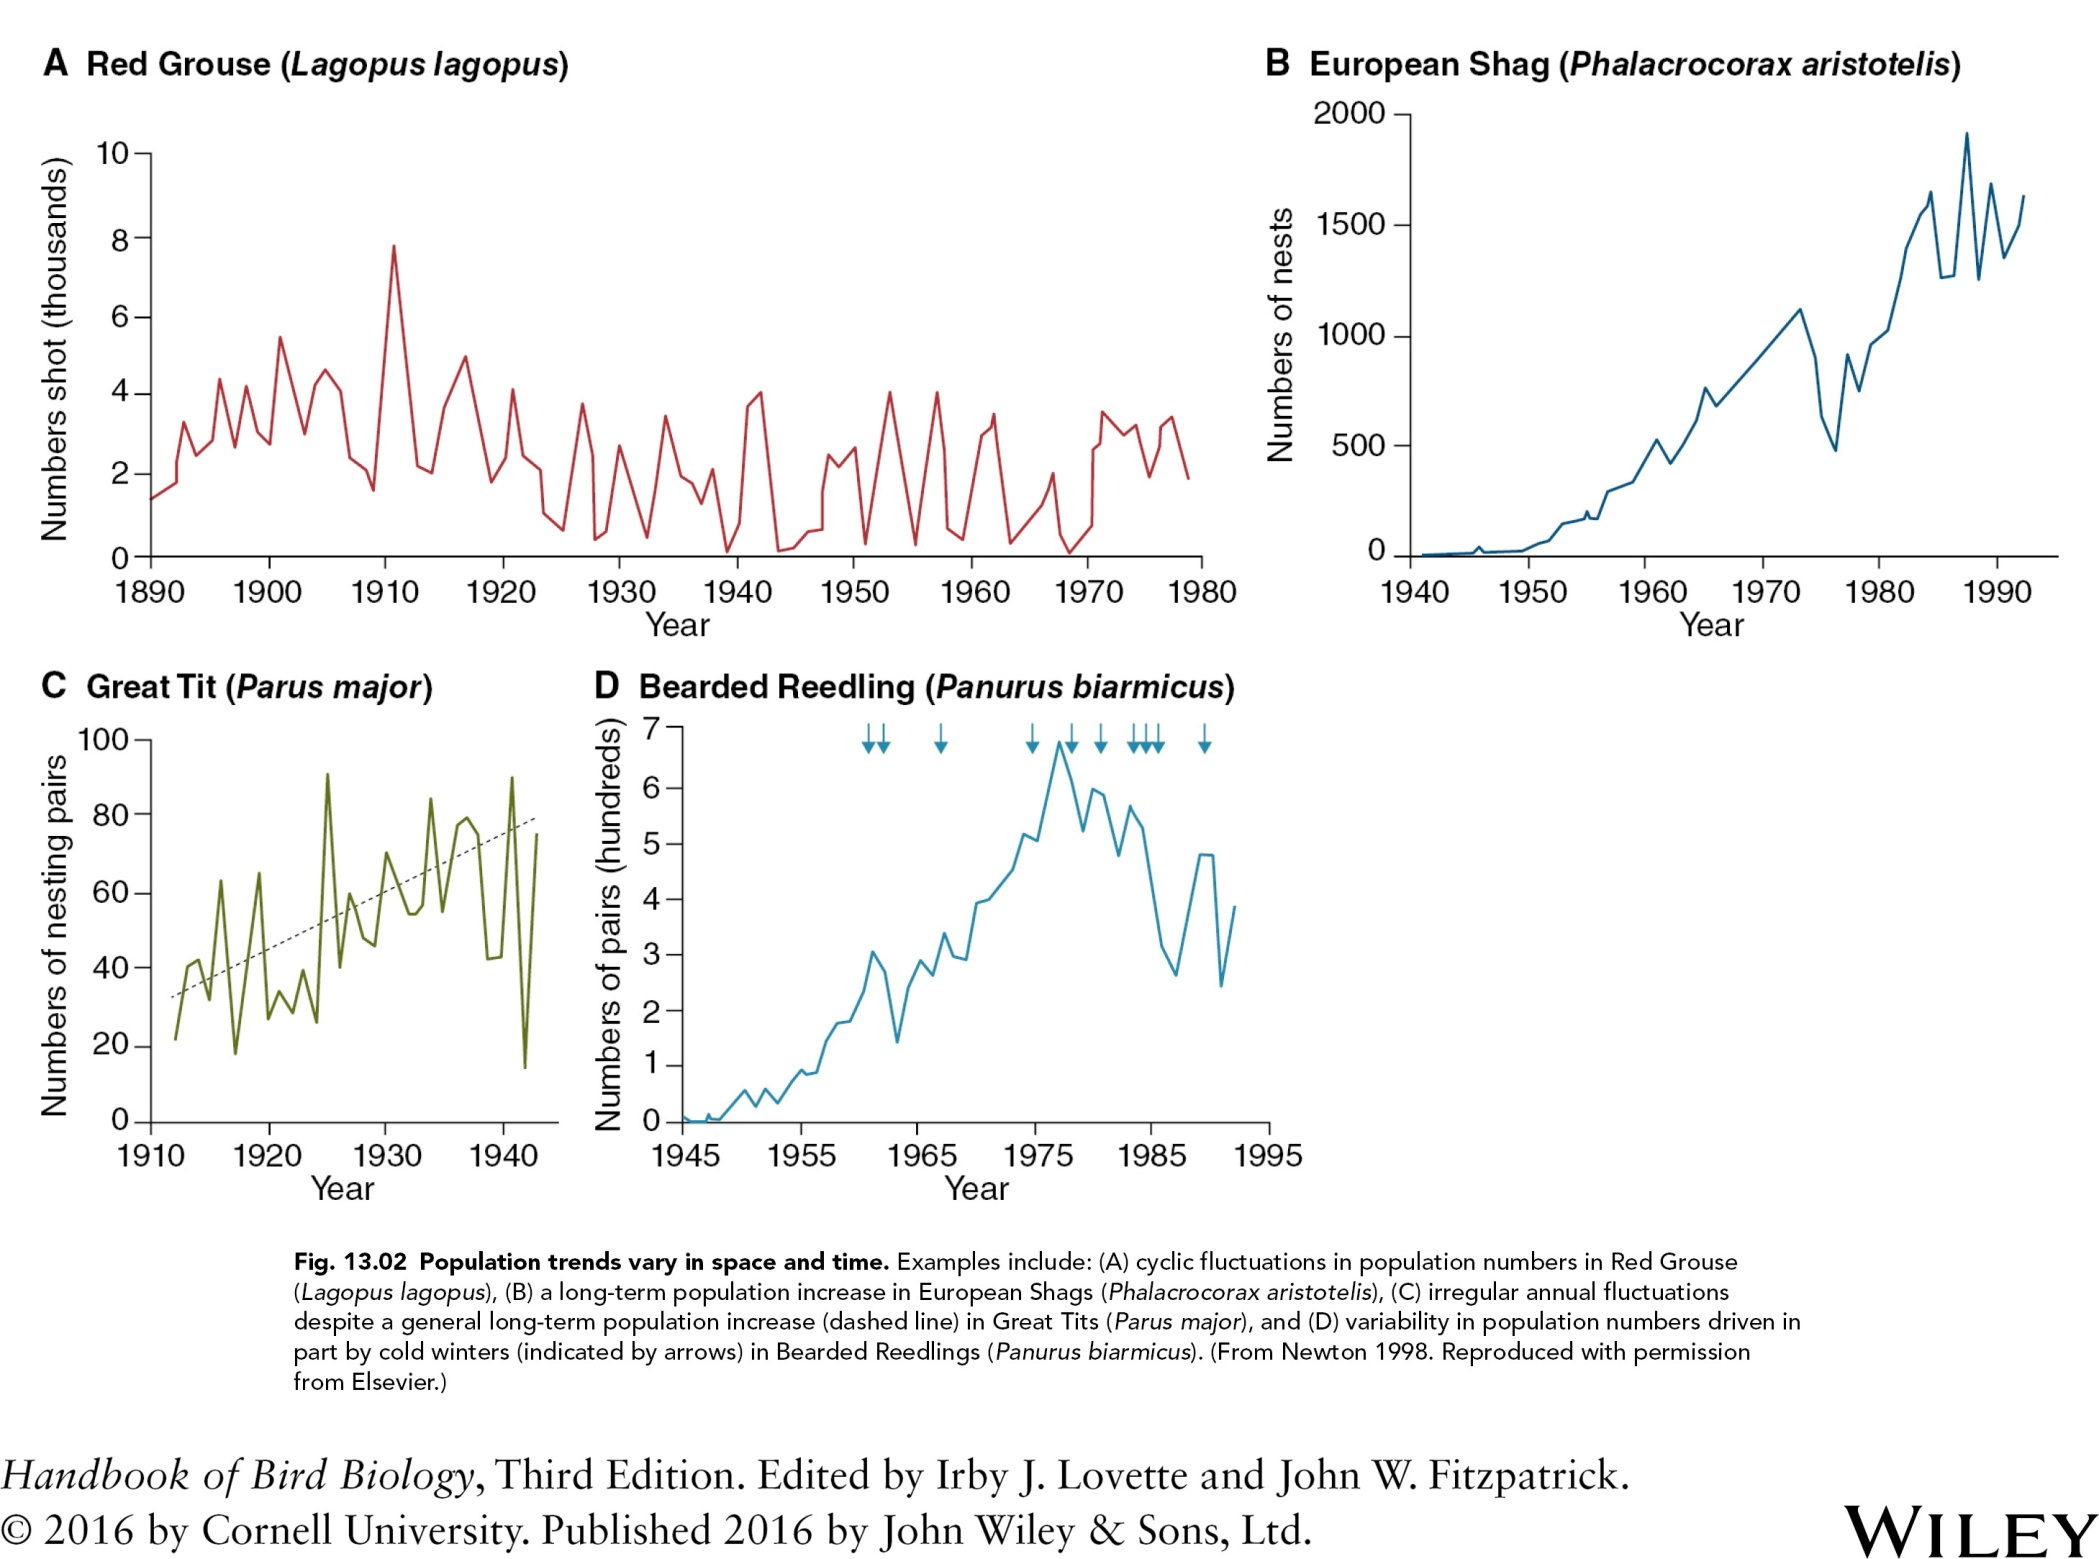 A Red Grouse (Lagopus lagopus)
Numbers shot (thousands)
10
8
6
4
2
0
1890 1900 1910 1920 1930 1940 1950 1960 1970 1980
Year
B European Shag (Phalacrocorax aristotelis)
Numbers of nests
2000
1500
1000
500
0
1940 1950 1960 1970 1980 1990
Year
C Great Tit (Parus major)
Numbers of nesting pairs
100
80
60
40
20
0
1910 1920 1930 1940
Year
D Bearded Reedling (Panurus biarmicus)
Numbers of pairs (hundreds)
7
6
5
4
3
2
1
0
1945 1955 1965 1975 1985 1995
Year
Fig. 13.02 Population trends vary in space and time. Examples include: (A) cyclic fluctuations in population numbers in Red Grouse
(Lagopus lagopus), (B) a long-term population increase in European Shags (Phalacrocorax aristotelis), (C) irregular annual fluctuations
despite a general long-term population increase (dashed line) in Great Tits (Parus major), and (D) variability in population numbers driven in
part by cold winters (indicated by arrows) in Bearded Reedlings (Panurus biarmicus). (From Newton 1998. Reproduced with permission
from Elsevier.)
Handbook of Bird Biology, Third Edition. Edited by Irby J. Lovette and John W. Fitzpatrick.
© 2016 by Cornell University. Published 2016 by John Wiley & Sons, Ltd.
WILEY